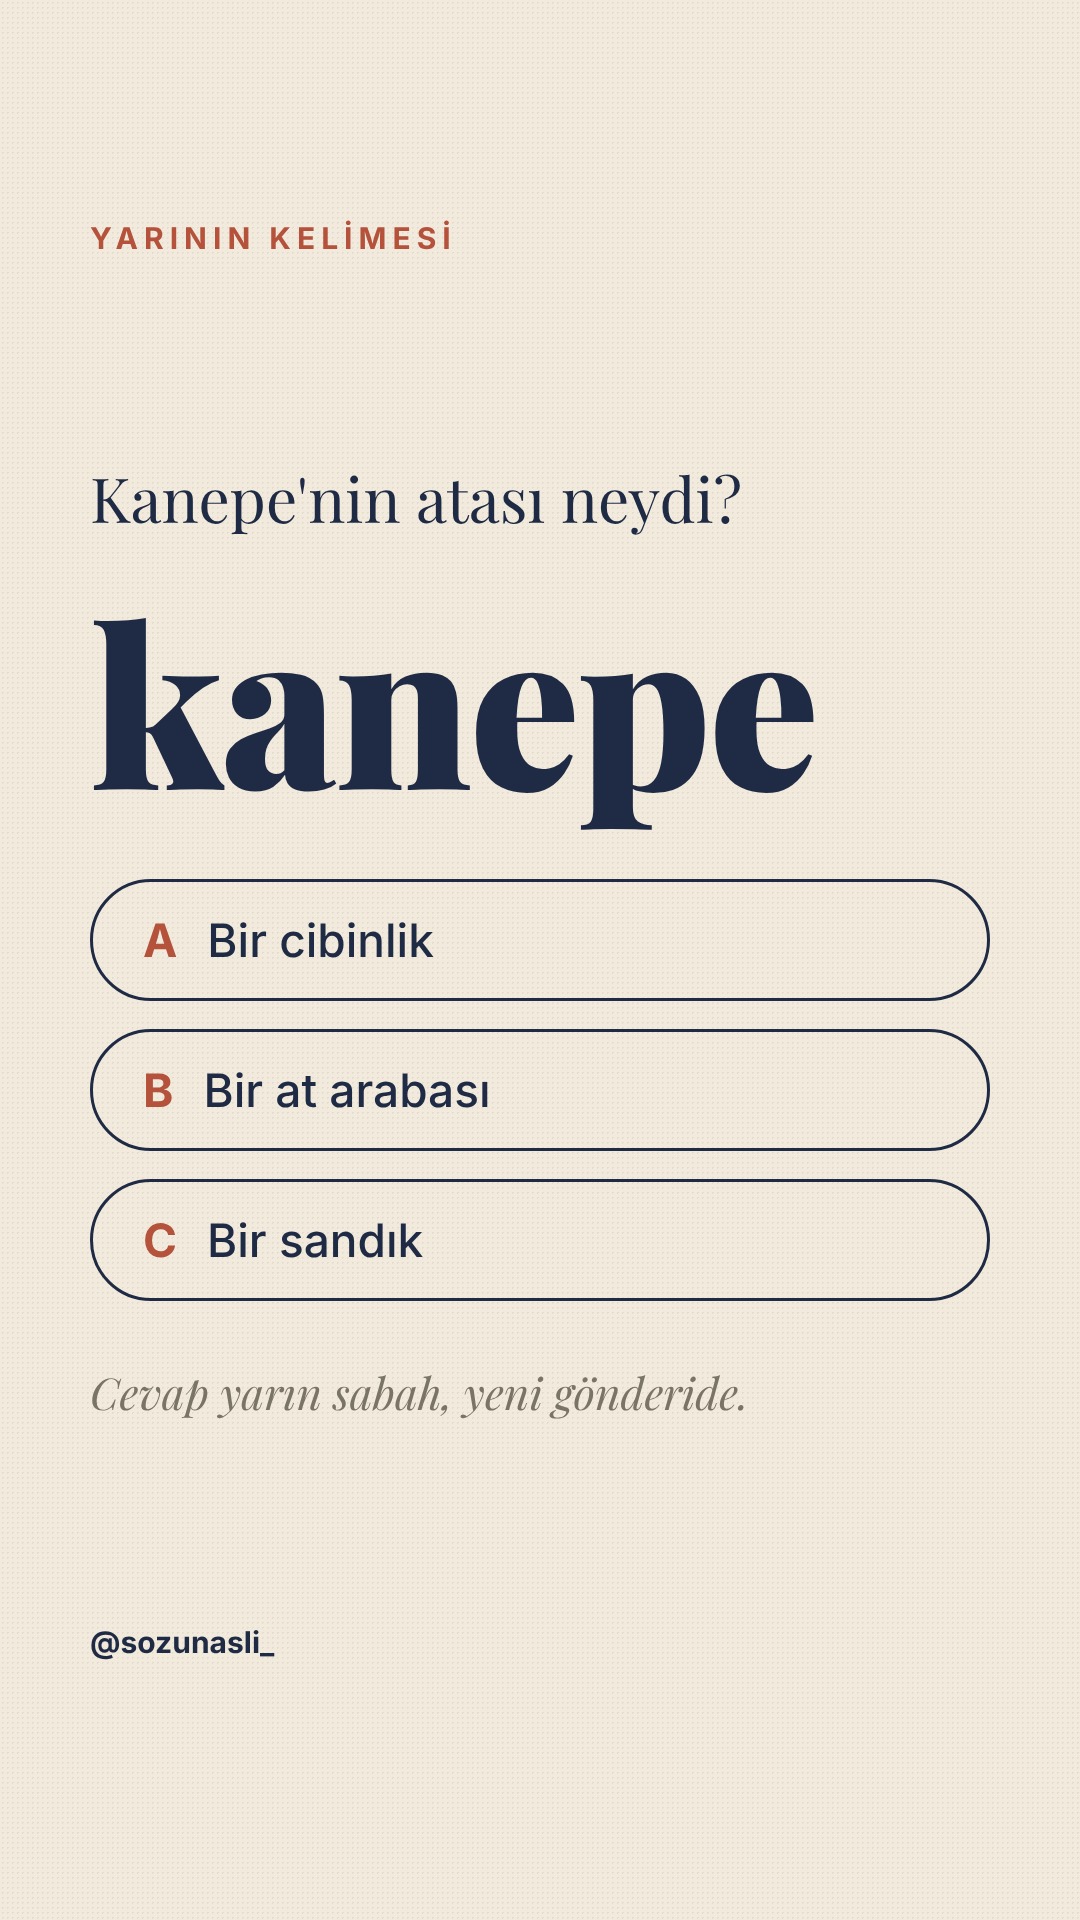 YARININ KELİMESİ
Kanepe'nin atası neydi?
kanepe
A Bir cibinlik
B Bir at arabası
C Bir sandık
Cevap yarın sabah, yeni gönderide.
@sozunasli_